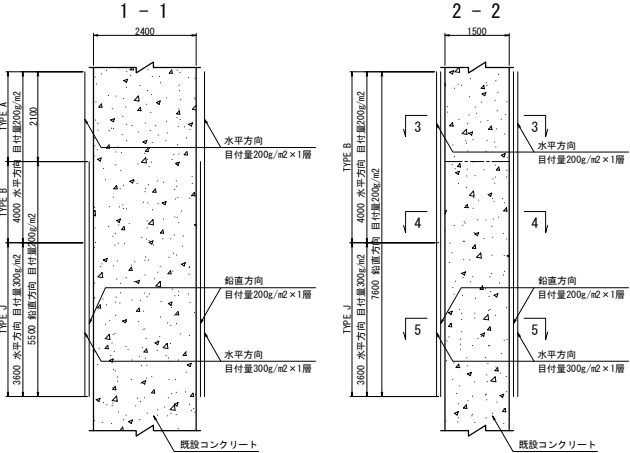 1 - 1
2400
TYPE A
TYPE B
TYPE J
4000 水平方向 目付量200g/m2
3600 水平方向 目付量300g/m2
2100
5500 鉛直方向 目付量200g/m2
水平方向
目付量200g/m2×1層
鉛直方向
目付量200g/m2×1層
水平方向
目付量300g/m2×1層
既設コンクリート
2 - 2
1500
TYPE B
TYPE J
4000 水平方向 目付量200g/m2
3600 水平方向 目付量300g/m2
7600 鉛直方向 目付量200g/m2
3
3
4
4
5
5
水平方向
目付量200g/m2×1層
鉛直方向
目付量200g/m2×1層
水平方向
目付量300g/m2×1層
既設コンクリート